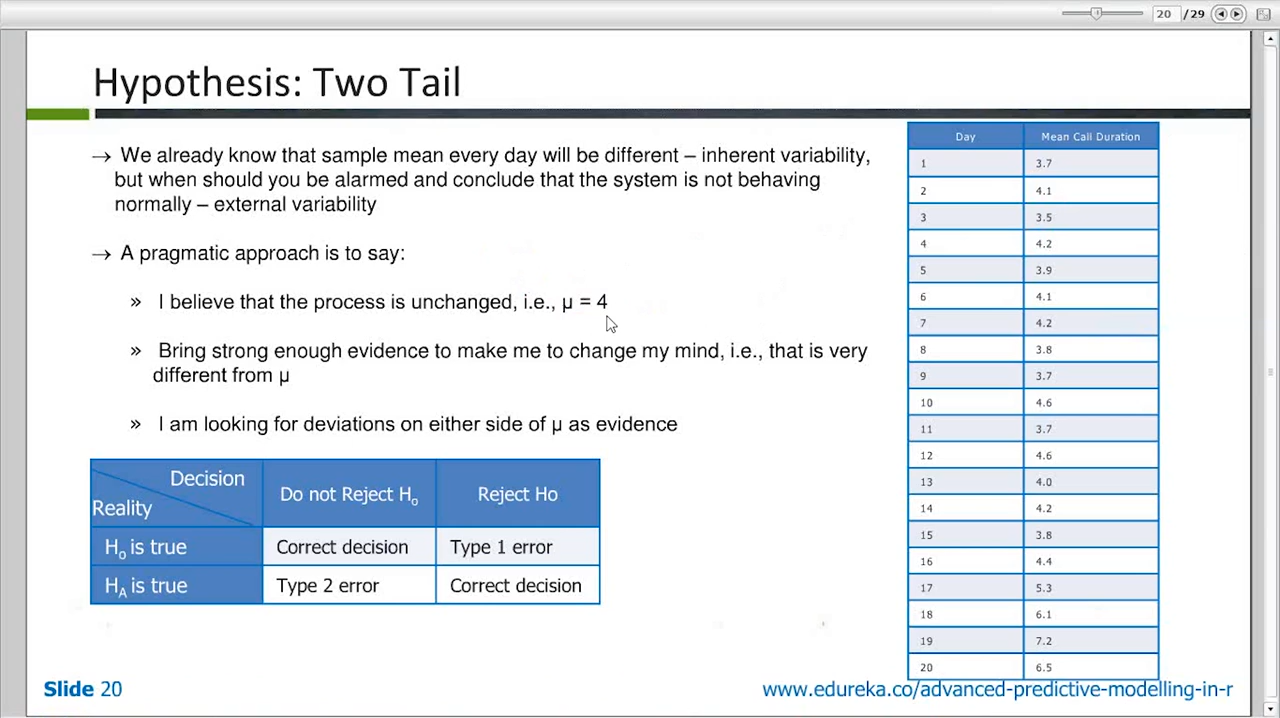 20 /29
Hypothesis: Two Tail
→ We already know that sample mean every day will be different – inherent variability,
but when should you be alarmed and conclude that the system is not behaving
normally – external variability
→ A pragmatic approach is to say:
» I believe that the process is unchanged, i.e., μ = 4
» Bring strong enough evidence to make me to change my mind, i.e., that is very
different from μ
» I am looking for deviations on either side of μ as evidence
Decision
Reality
Do not Reject Hₒ
Reject Ho
Hₒ is true
Correct decision
Type 1 error
H_A is true
Type 2 error
Correct decision
Day Mean Call Duration
1 3.7
2 4.1
3 3.5
4 4.2
5 3.9
6 4.1
7 4.2
8 3.8
9 3.7
10 4.6
11 3.7
12 4.6
13 4.0
14 4.2
15 3.8
16 4.4
17 5.3
18 6.1
19 7.2
20 6.5
Slide 20
www.edureka.co/advanced-predictive-modelling-in-r